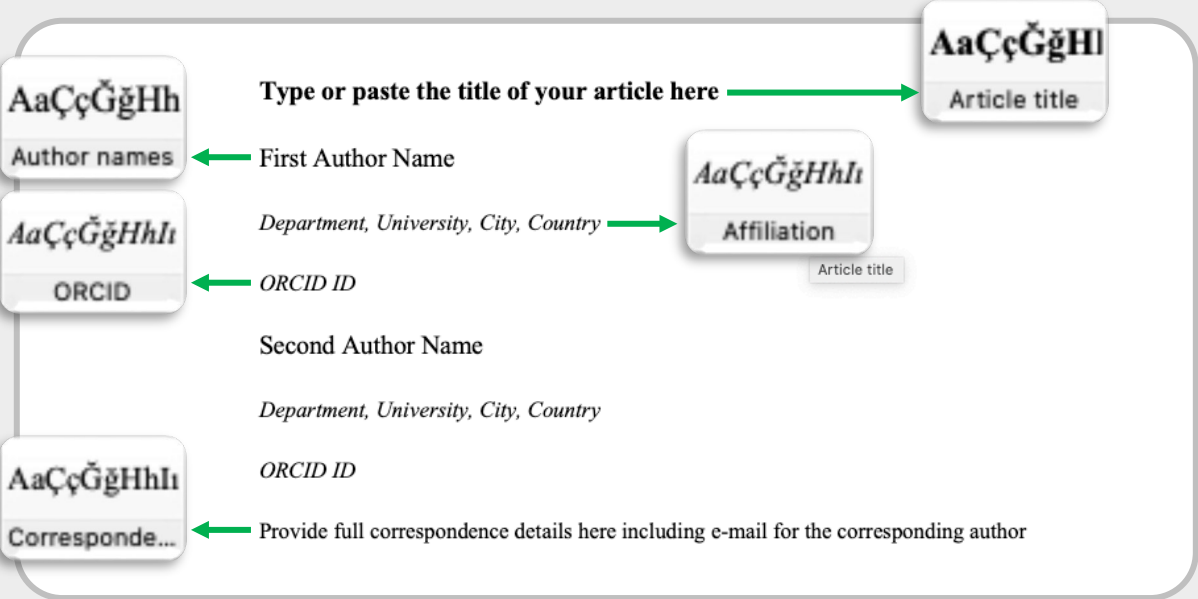 AaÇçĞğHl
Article title
AaÇçĞğHh
Author names
Type or paste the title of your article here
First Author Name
AaÇçĞğHhIı
Affiliation
Article title
Department, University, City, Country
AaÇçĞğHhIı
ORCID
ORCID ID
Second Author Name
Department, University, City, Country
ORCID ID
AaÇçĞğHhIı
Corresponde...
Provide full correspondence details here including e-mail for the corresponding author